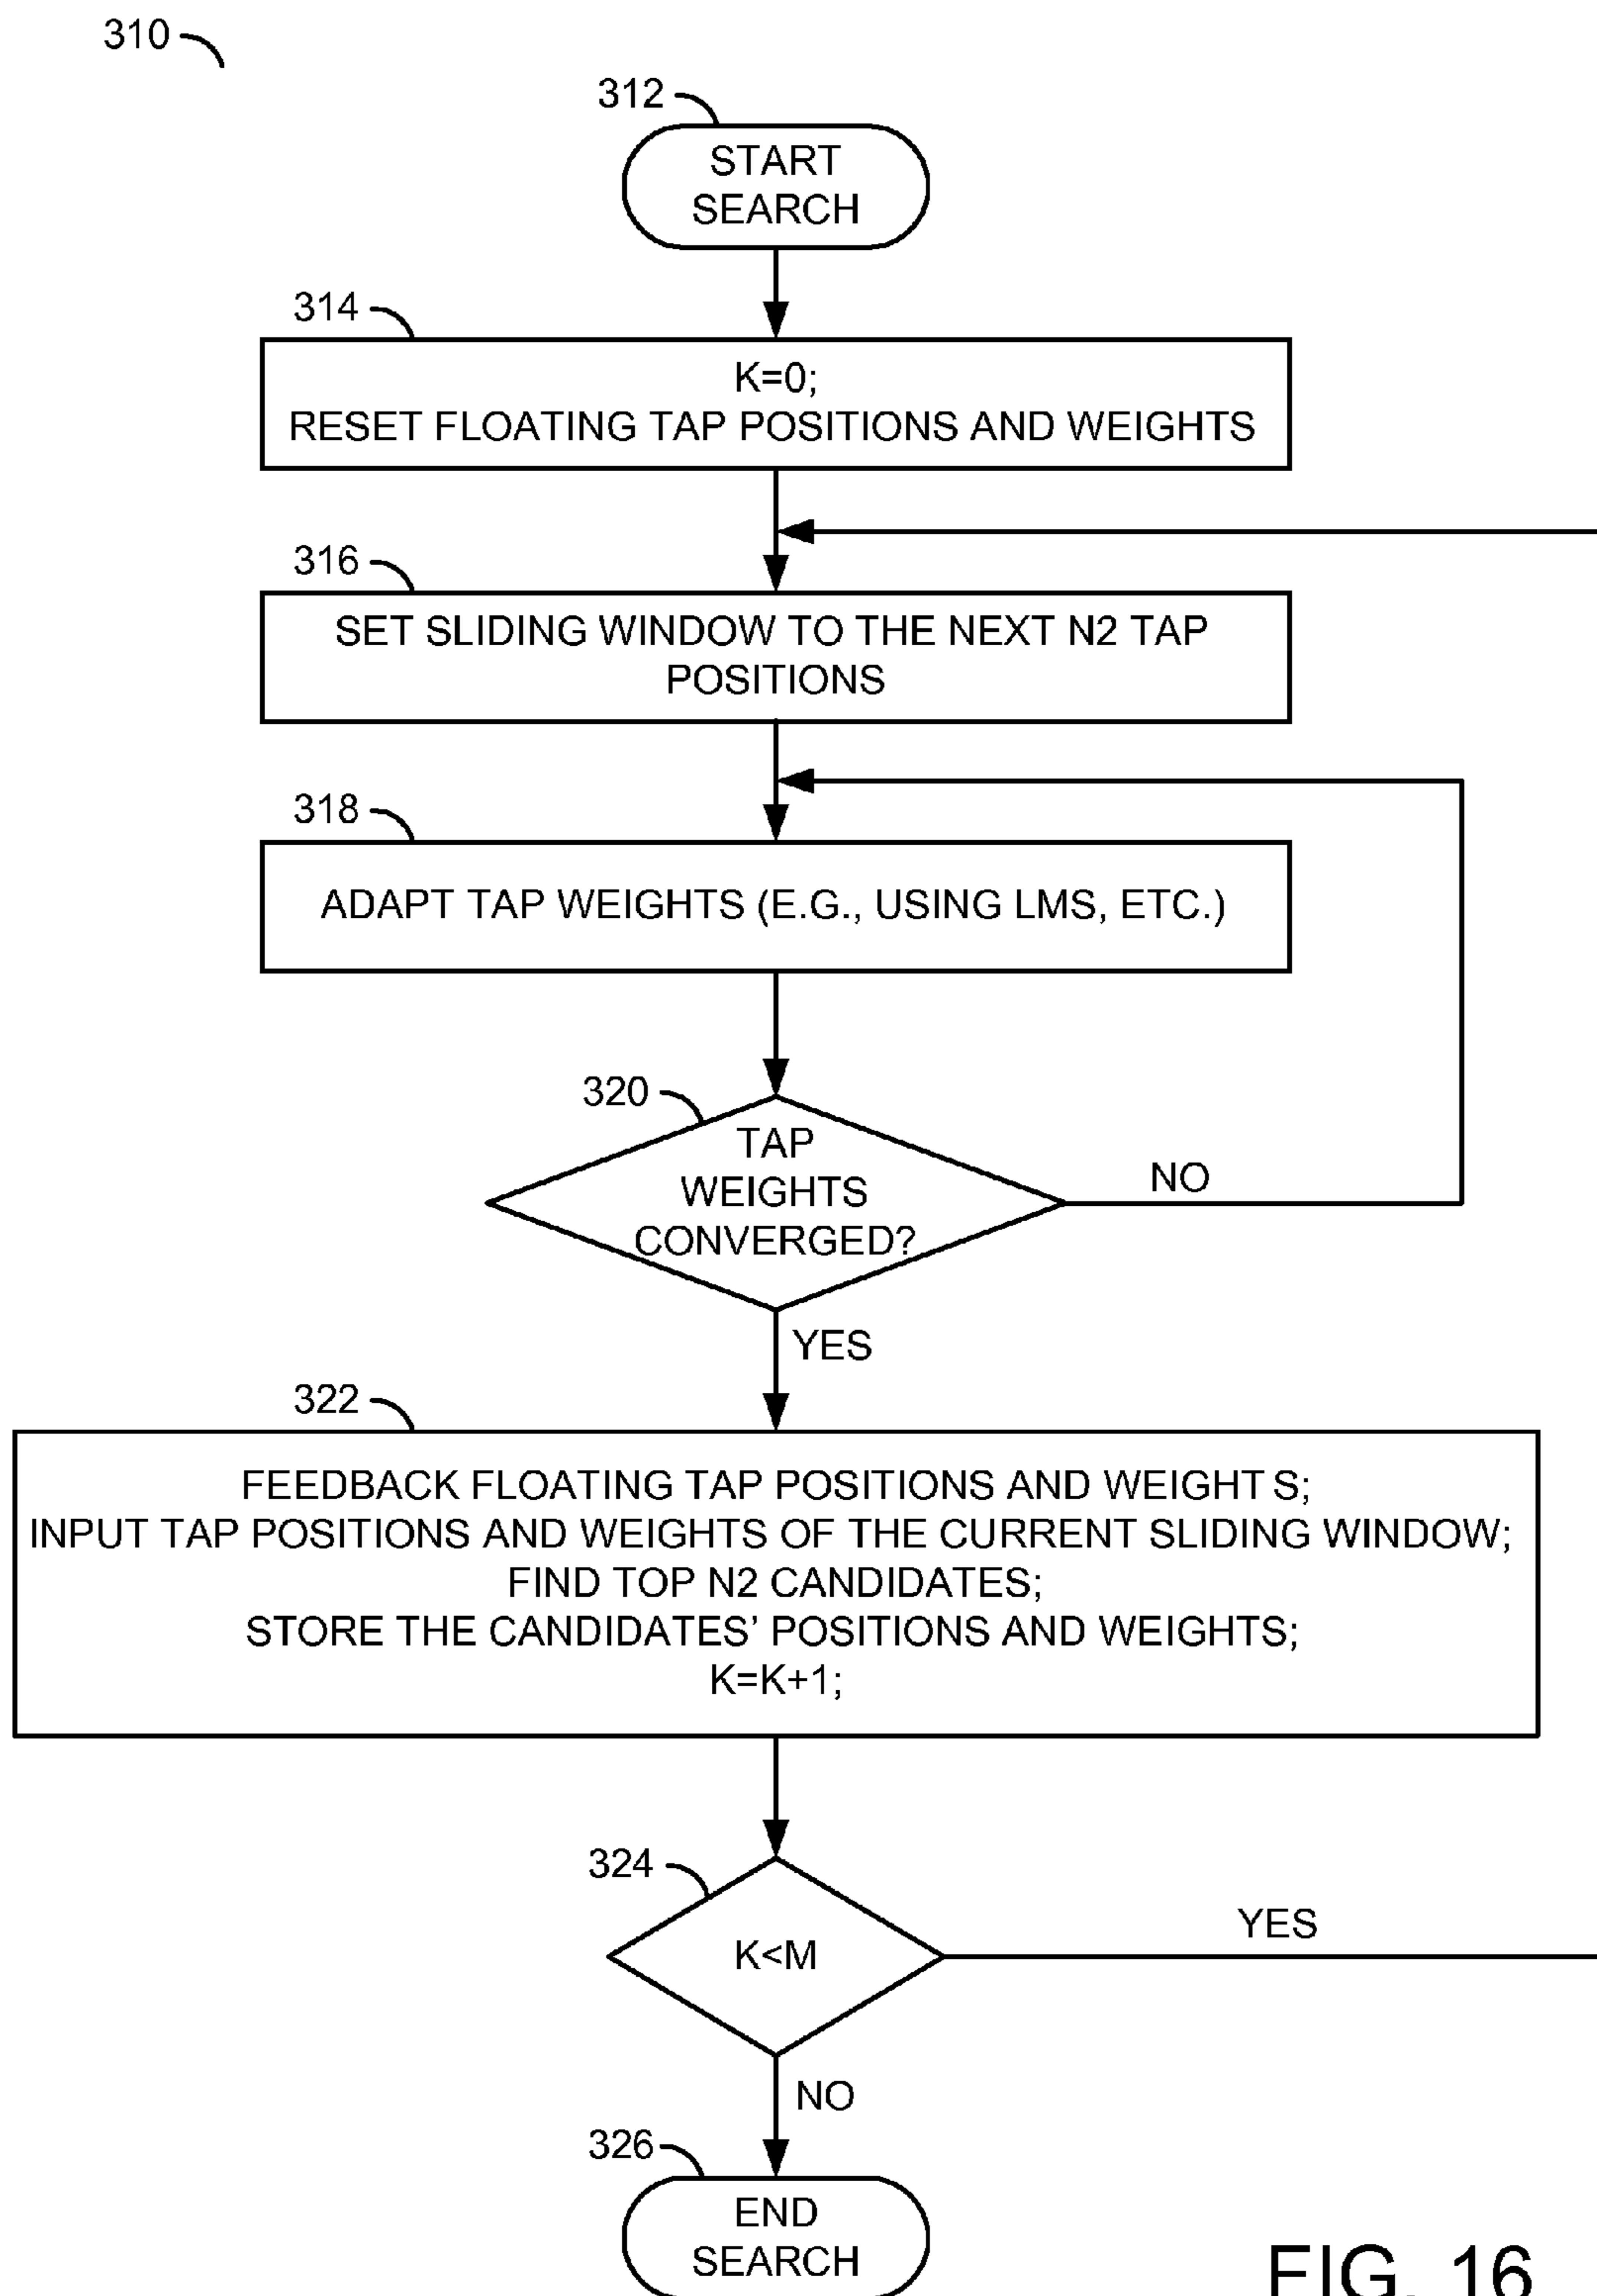 310
312
START
SEARCH
314
K=0;
RESET FLOATING TAP POSITIONS AND WEIGHTS
316
SET SLIDING WINDOW TO THE NEXT N2 TAP
POSITIONS
318
ADAPT TAP WEIGHTS (E.G., USING LMS, ETC.)
320
TAP
WEIGHTS
CONVERGED?
NO
YES
322
FEEDBACK FLOATING TAP POSITIONS AND WEIGHT S;
INPUT TAP POSITIONS AND WEIGHTS OF THE CURRENT SLIDING WINDOW;
FIND TOP N2 CANDIDATES;
STORE THE CANDIDATES’ POSITIONS AND WEIGHTS;
K=K+1;
324
K<M
YES
NO
326
END
SEARCH
FIG. 16